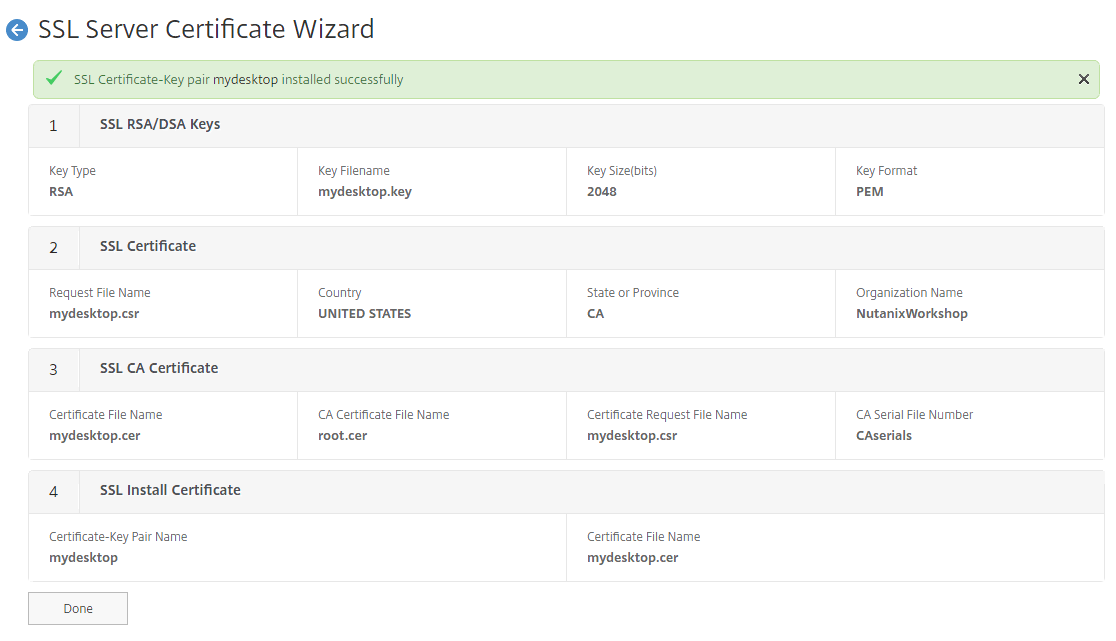 SSL Server Certificate Wizard
SSL Certificate-Key pair mydesktop installed successfully
1 SSL RSA/DSA Keys
Key Type Key Filename Key Size(bits) Key Format
RSA mydesktop.key 2048 PEM
2 SSL Certificate
Request File Name Country State or Province Organization Name
mydesktop.csr UNITED STATES CA NutanixWorkshop
3 SSL CA Certificate
Certificate File Name CA Certificate File Name Certificate Request File Name CA Serial File Number
mydesktop.cer root.cer mydesktop.csr CAserials
4 SSL Install Certificate
Certificate-Key Pair Name Certificate File Name
mydesktop mydesktop.cer
Done